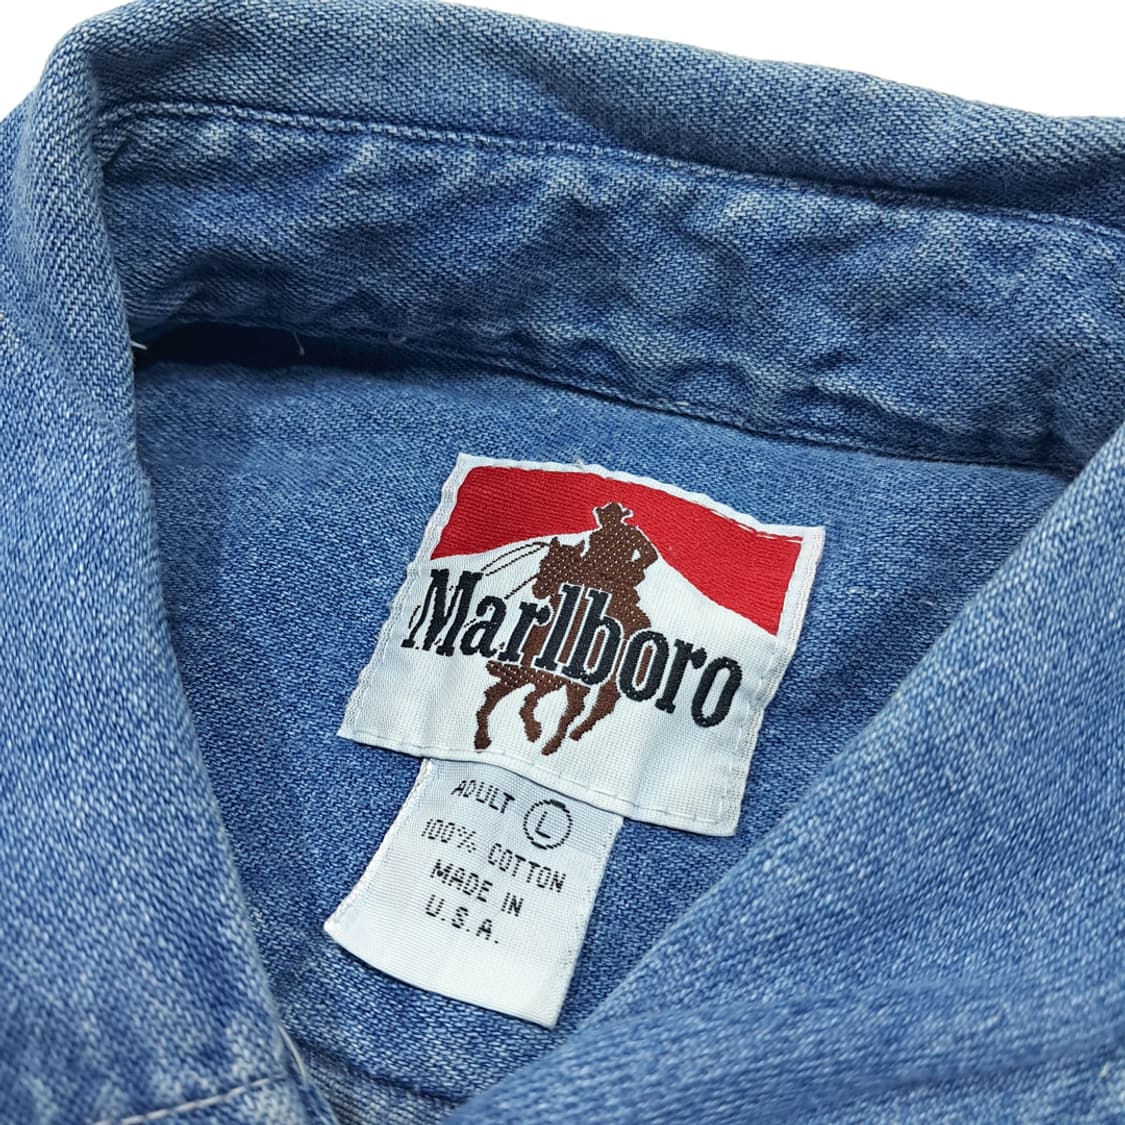 Marlboro
ADULT L
100% COTTON
MADE IN
U.S.A.